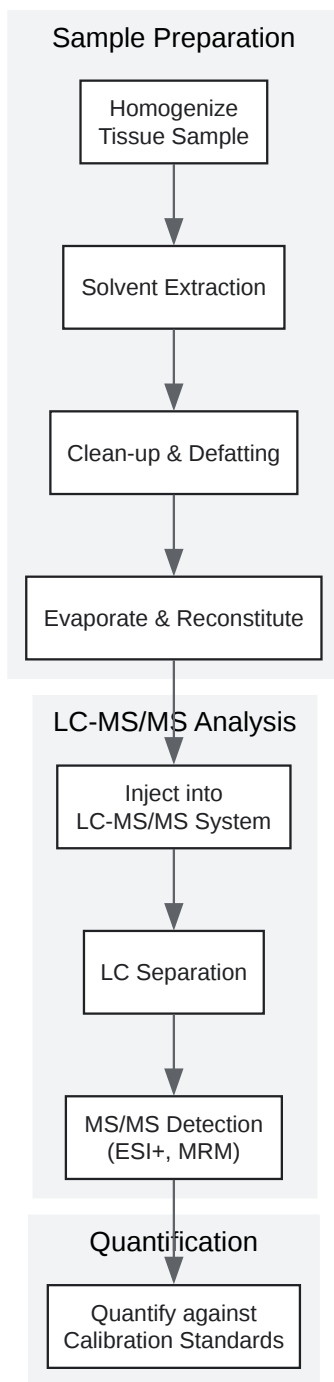 Sample Preparation
Homogenize
Tissue Sample
Solvent Extraction
Clean-up & Defatting
Evaporate & Reconstitute
LC-MS/MS Analysis
Inject into
LC-MS/MS System
LC Separation
MS/MS Detection
(ESI+, MRM)
Quantification
Quantify against
Calibration Standards